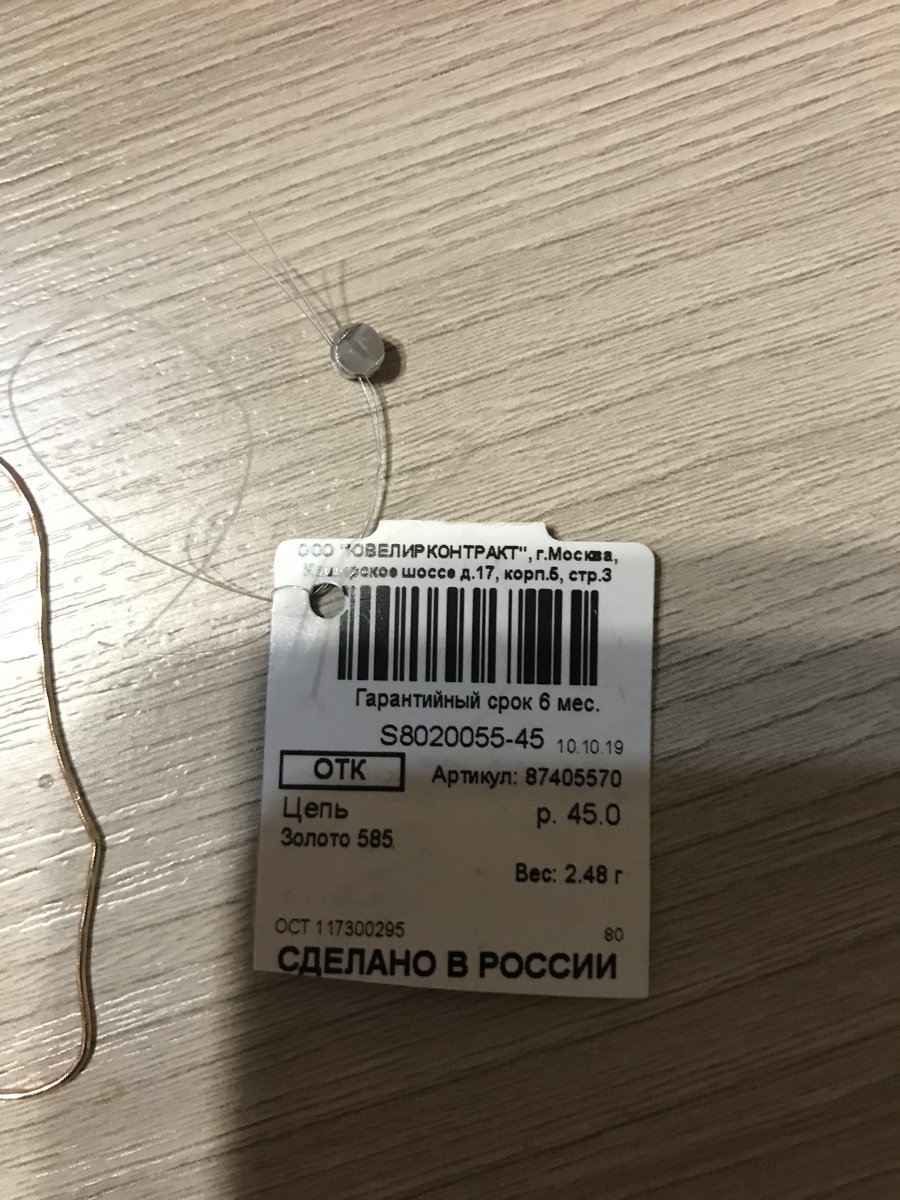 ООО "ЮВЕЛИРКОНТРАКТ", г.Москва,
Каширское шоссе д.17, корп.5, стр.3
Гарантийный срок 6 мес.
S8020055-45 10.10.19
ОТК Артикул: 87405570
Цепь р. 45.0
Золото 585
Вес: 2.48 г
ОСТ 117300295 80
СДЕЛАНО В РОССИИ